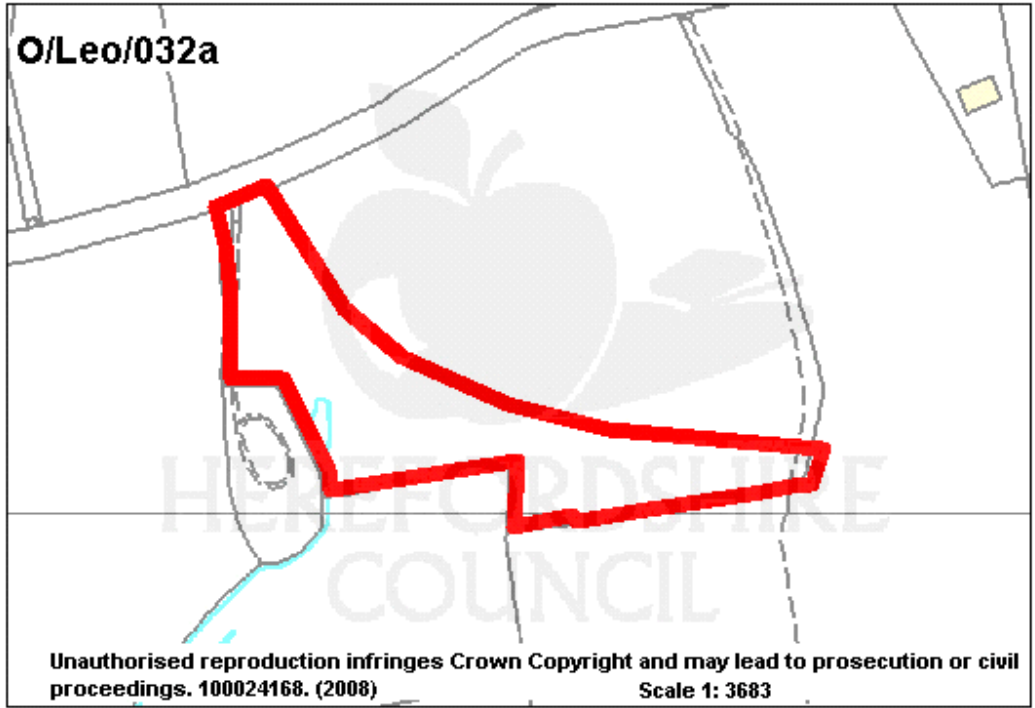 O/Leo/032a
HEREFORDSHIRE
COUNCIL
Unauthorised reproduction infringes Crown Copyright and may lead to prosecution or civil
proceedings. 100024168. (2008) Scale 1: 3683